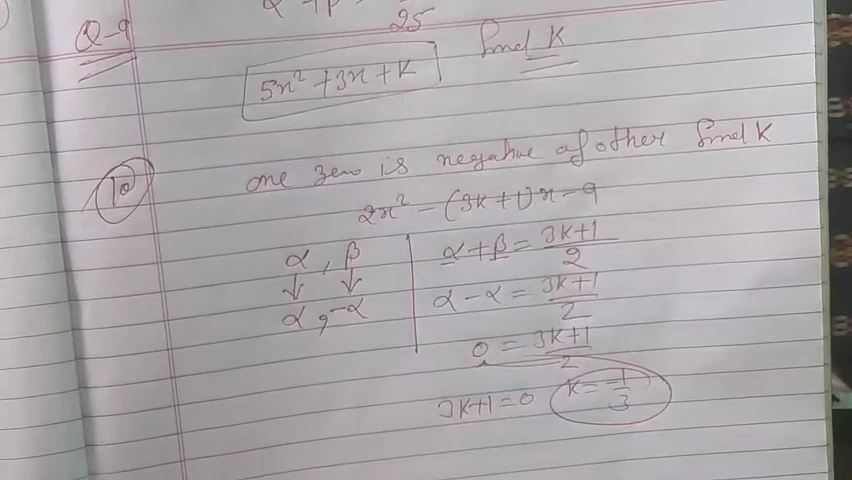 α + β =
25
Q-9
5x² + 3x + K
find K
10
one zero is negative of other find K
2x² - (3k+1)x - 9
α , β
↓ ↓
α , -α
α + β = 3k+1/2
α - α = 3k+1/2
0 = 3k+1/2
3k+1=0 k = -1/3